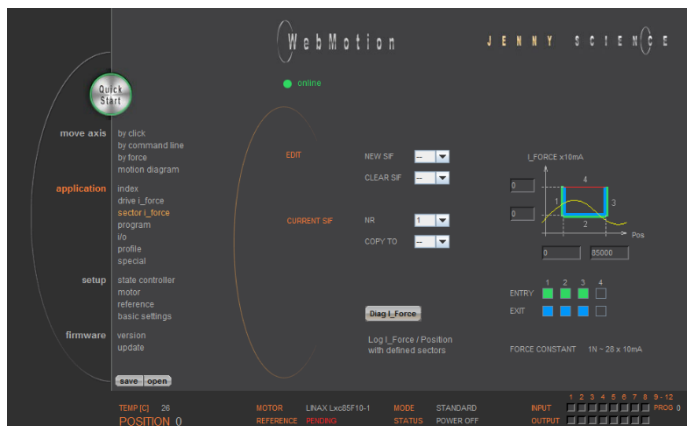 WebMotion
JENNY SCIENCE
online
Quick
Start
move axis
by click
by command line
by force
motion diagram
application
index
drive i_force
sector i_force
program
i/o
profile
special
setup
state controller
motor
reference
basic settings
firmware
version
update
save open
EDIT
NEW SIF --
CLEAR SIF --
CURRENT SIF
NR 1
COPY TO --
Diag I_Force
Log I_Force / Position
with defined sectors
I_FORCE x10mA
0
0
4
1
3
2
Pos
0 85000
1 2 3 4
ENTRY
EXIT
FORCE CONSTANT 1N ~ 28 x 10mA
TEMP [C] 26
POSITION 0
MOTOR LINAX Lxc85F10-1
REFERENCE PENDING
MODE STANDARD
STATUS POWER OFF
1 2 3 4 5 6 7 8 9-12
INPUT PROG 0
OUTPUT